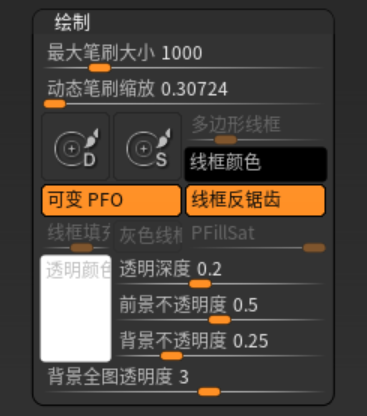 绘制
最大笔刷大小 1000
动态笔刷缩放 0.30724
D
S
多边形线框
线框颜色
可变 PFO
线框反锯齿
线框填充
灰色线框
PFillSat
透明颜色
透明深度 0.2
前景不透明度 0.5
背景不透明度 0.25
背景全图透明度 3